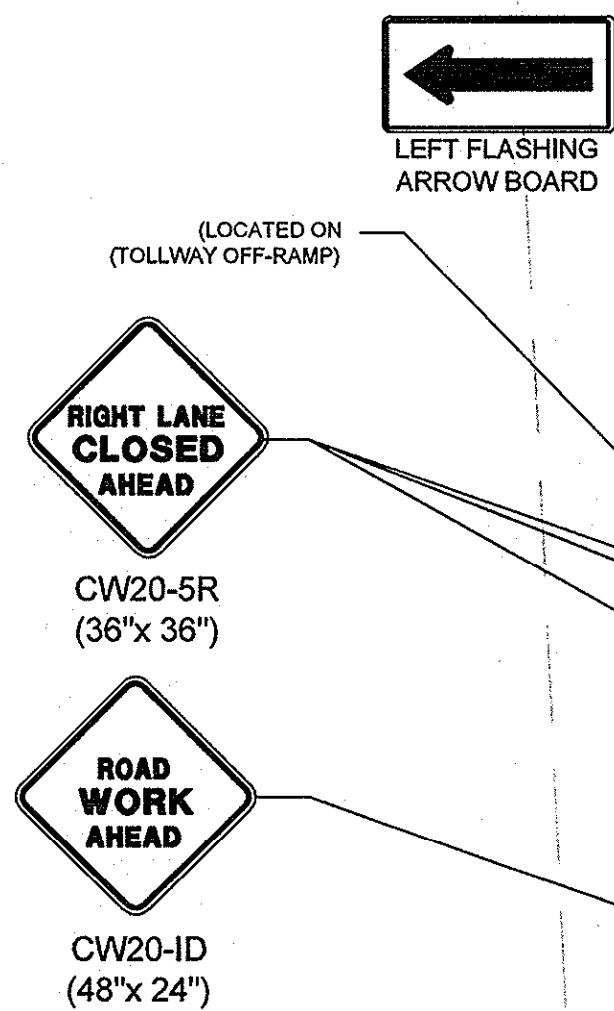 LEFT FLASHING
ARROW BOARD
(LOCATED ON
(TOLLWAY OFF-RAMP)
RIGHT LANE
CLOSED
AHEAD
CW20-5R
(36"x 36")
ROAD
WORK
AHEAD
CW20-ID
(48"x 24")